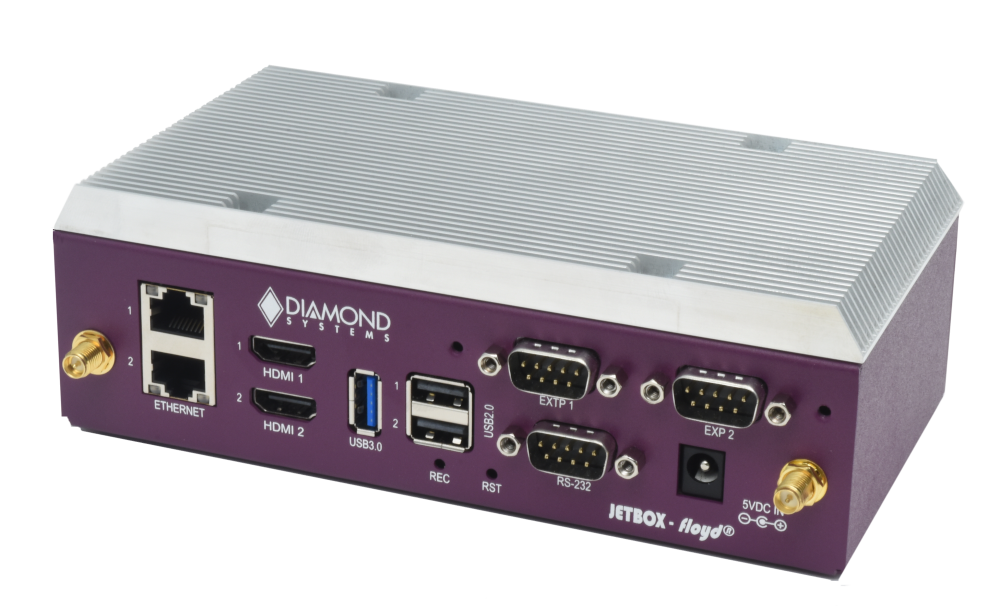 DIAMOND
SYSTEMS
1
2
ETHERNET
1
HDMI 1
2
HDMI 2
USB3.0
1
2
USB2.0
REC
RST
EXTP 1
EXP 2
RS-232
JETBOX - floyd®
5VDC IN